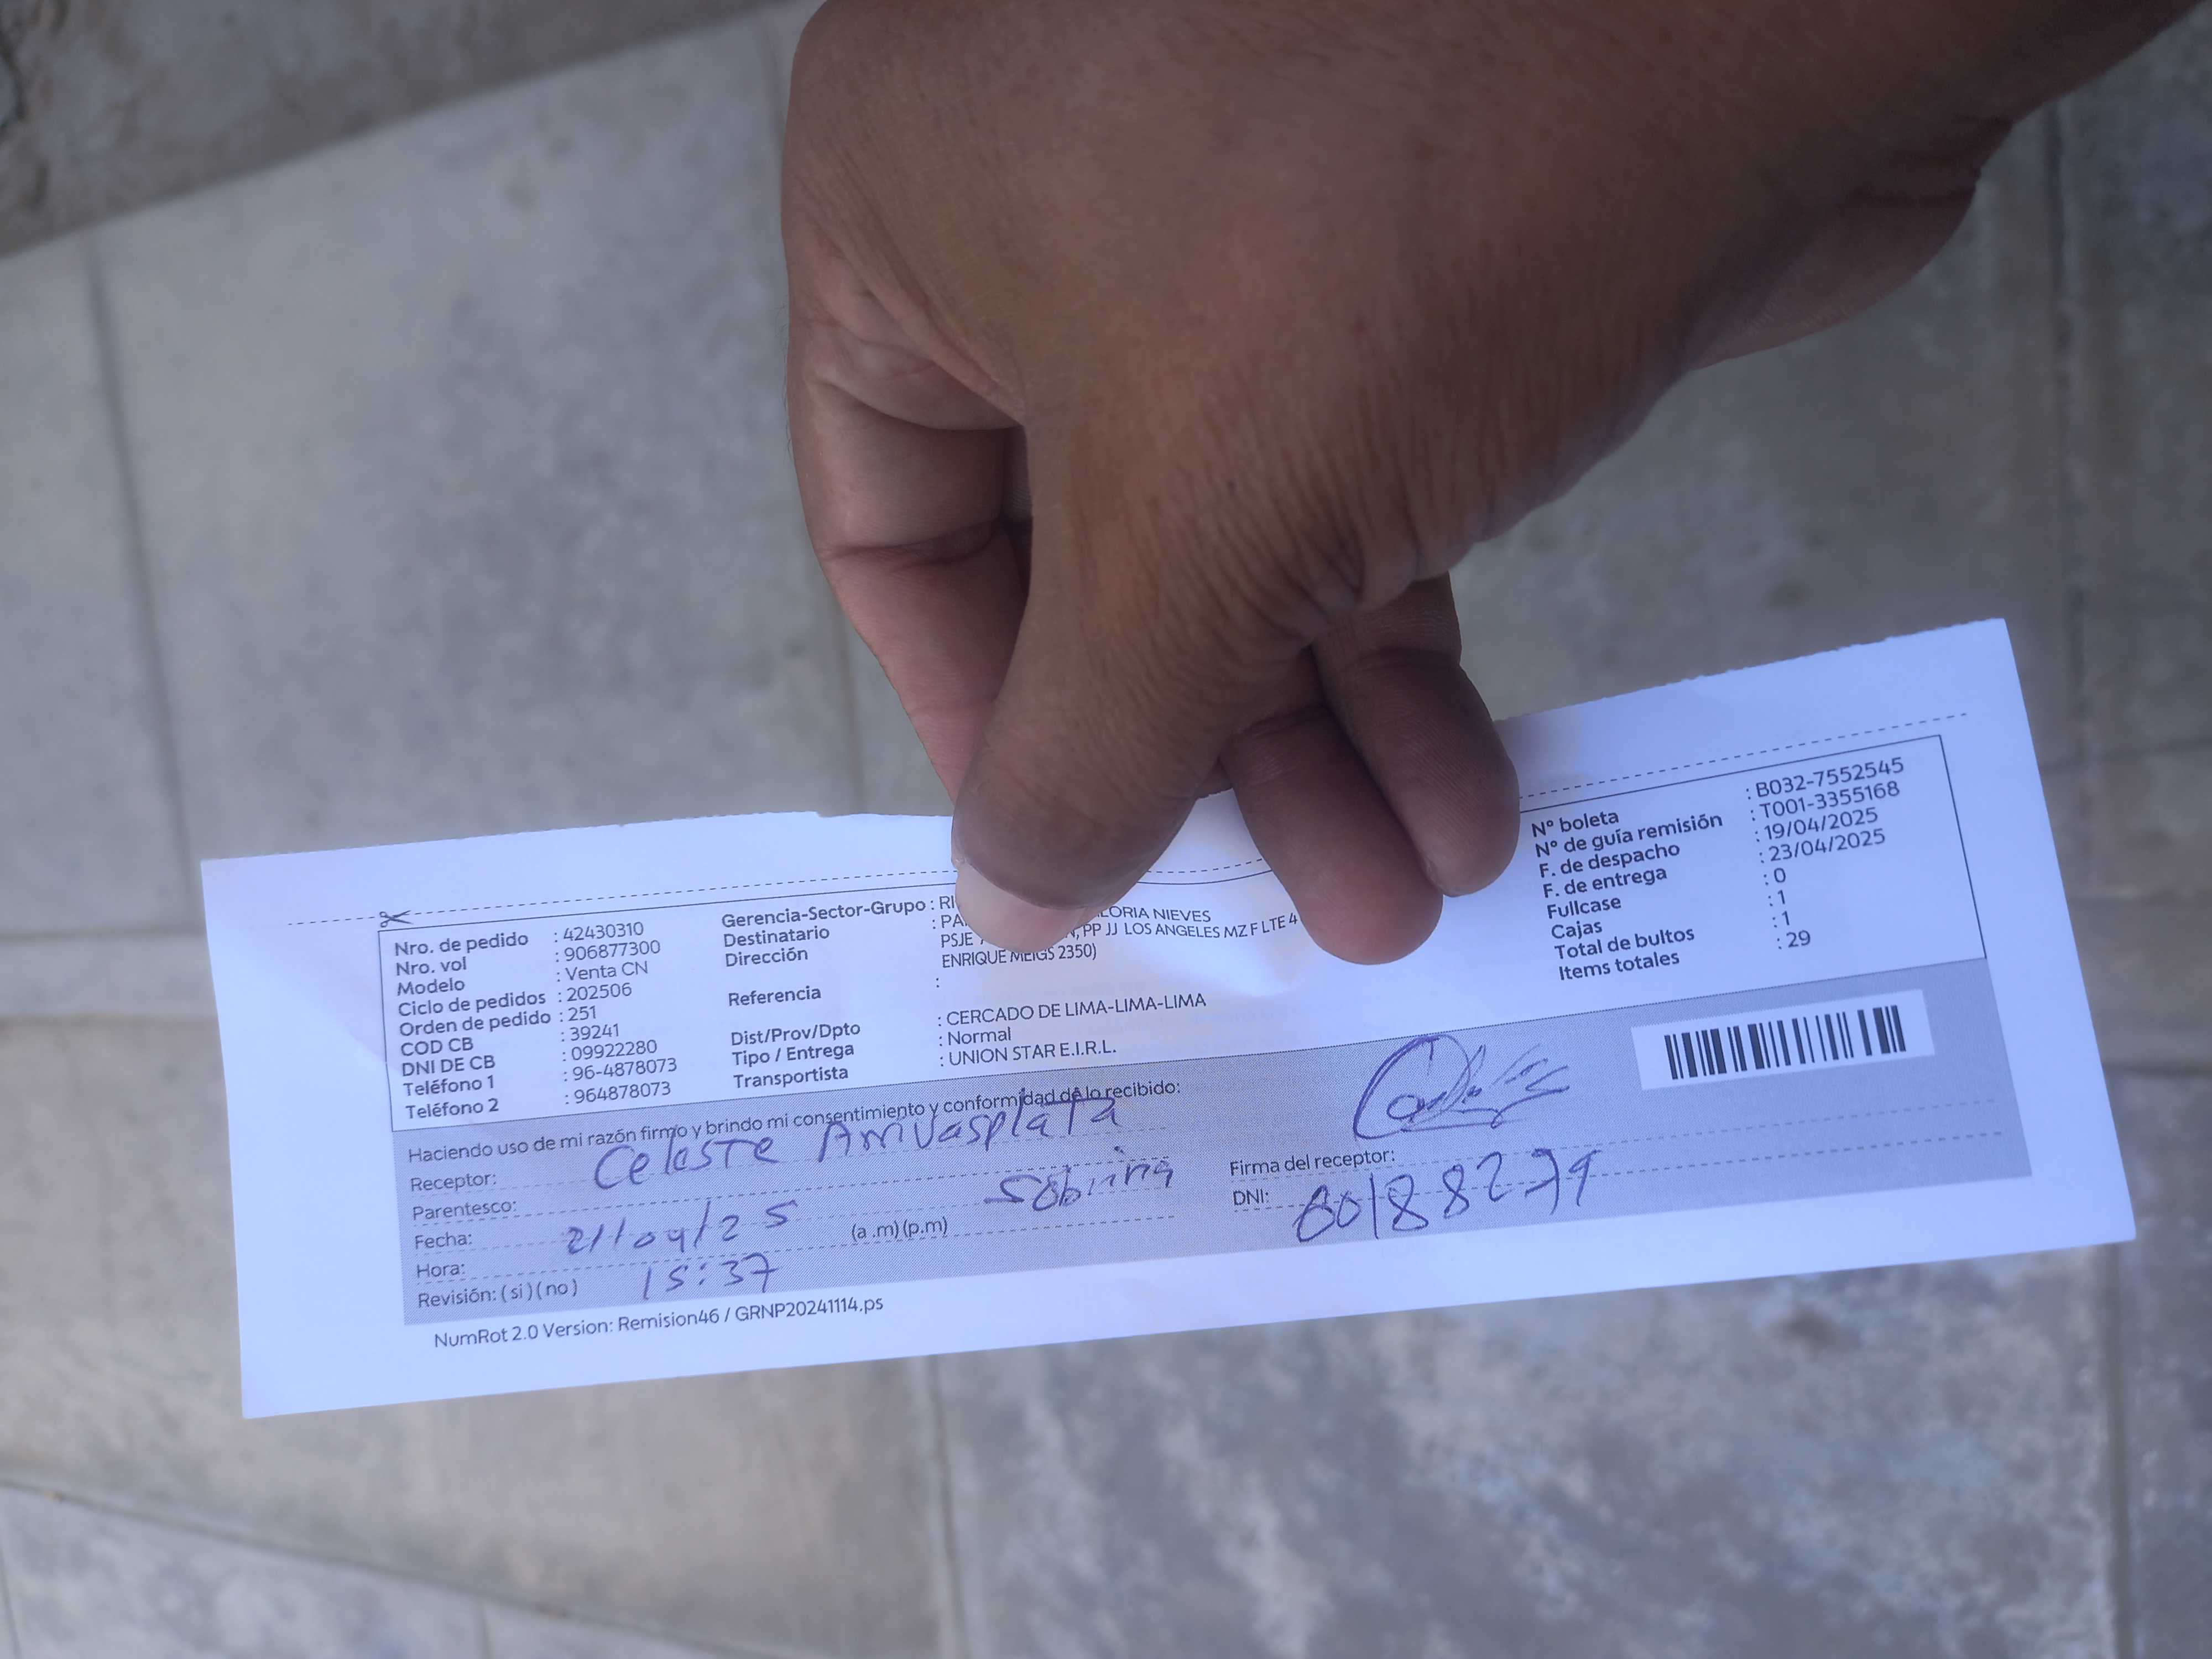 Nro. de pedido : 42430310
Nro. vol : 906877300
Modelo : Venta CN
Ciclo de pedidos : 202506
Orden de pedido : 251
COD CB : 39241
DNI DE CB : 09922280
Teléfono 1 : 96-4878073
Teléfono 2 : 964878073
Gerencia-Sector-Grupo :
Destinatario : NIEVES
Dirección : PSJE PP JJ LOS ANGELES MZ F LTE 4
ENRIQUE MEIGS 2350)
Referencia :
Dist/Prov/Dpto : CERCADO DE LIMA-LIMA-LIMA
Tipo / Entrega : Normal
Transportista : UNION STAR E.I.R.L.
N° boleta : B032-7552545
N° de guía remisión : T001-3355168
F. de despacho : 19/04/2025
F. de entrega : 23/04/2025
Fullcase : 0
Cajas : 1
Total de bultos : 1
Items totales : 29
Haciendo uso de mi razón firmo y brindo mi consentimiento y conformidad de lo recibido:
Receptor: Celeste Arrivasplata
Parentesco: Sobrina
Fecha: 21/04/25 (a .m) (p.m)
Hora: 15:37
Revisión: ( si ) ( no )
Firma del receptor:
DNI: 80188279
NumRot 2.0 Version: Remision46 / GRNP20241114.ps